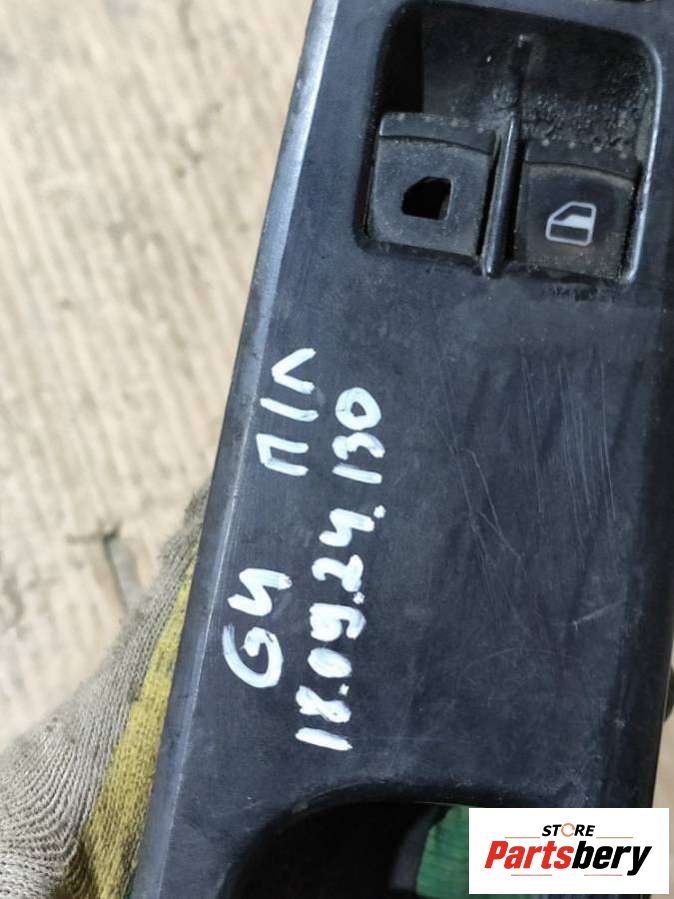 G4 П/Л
18.09.24.130
STORE
Partsbery